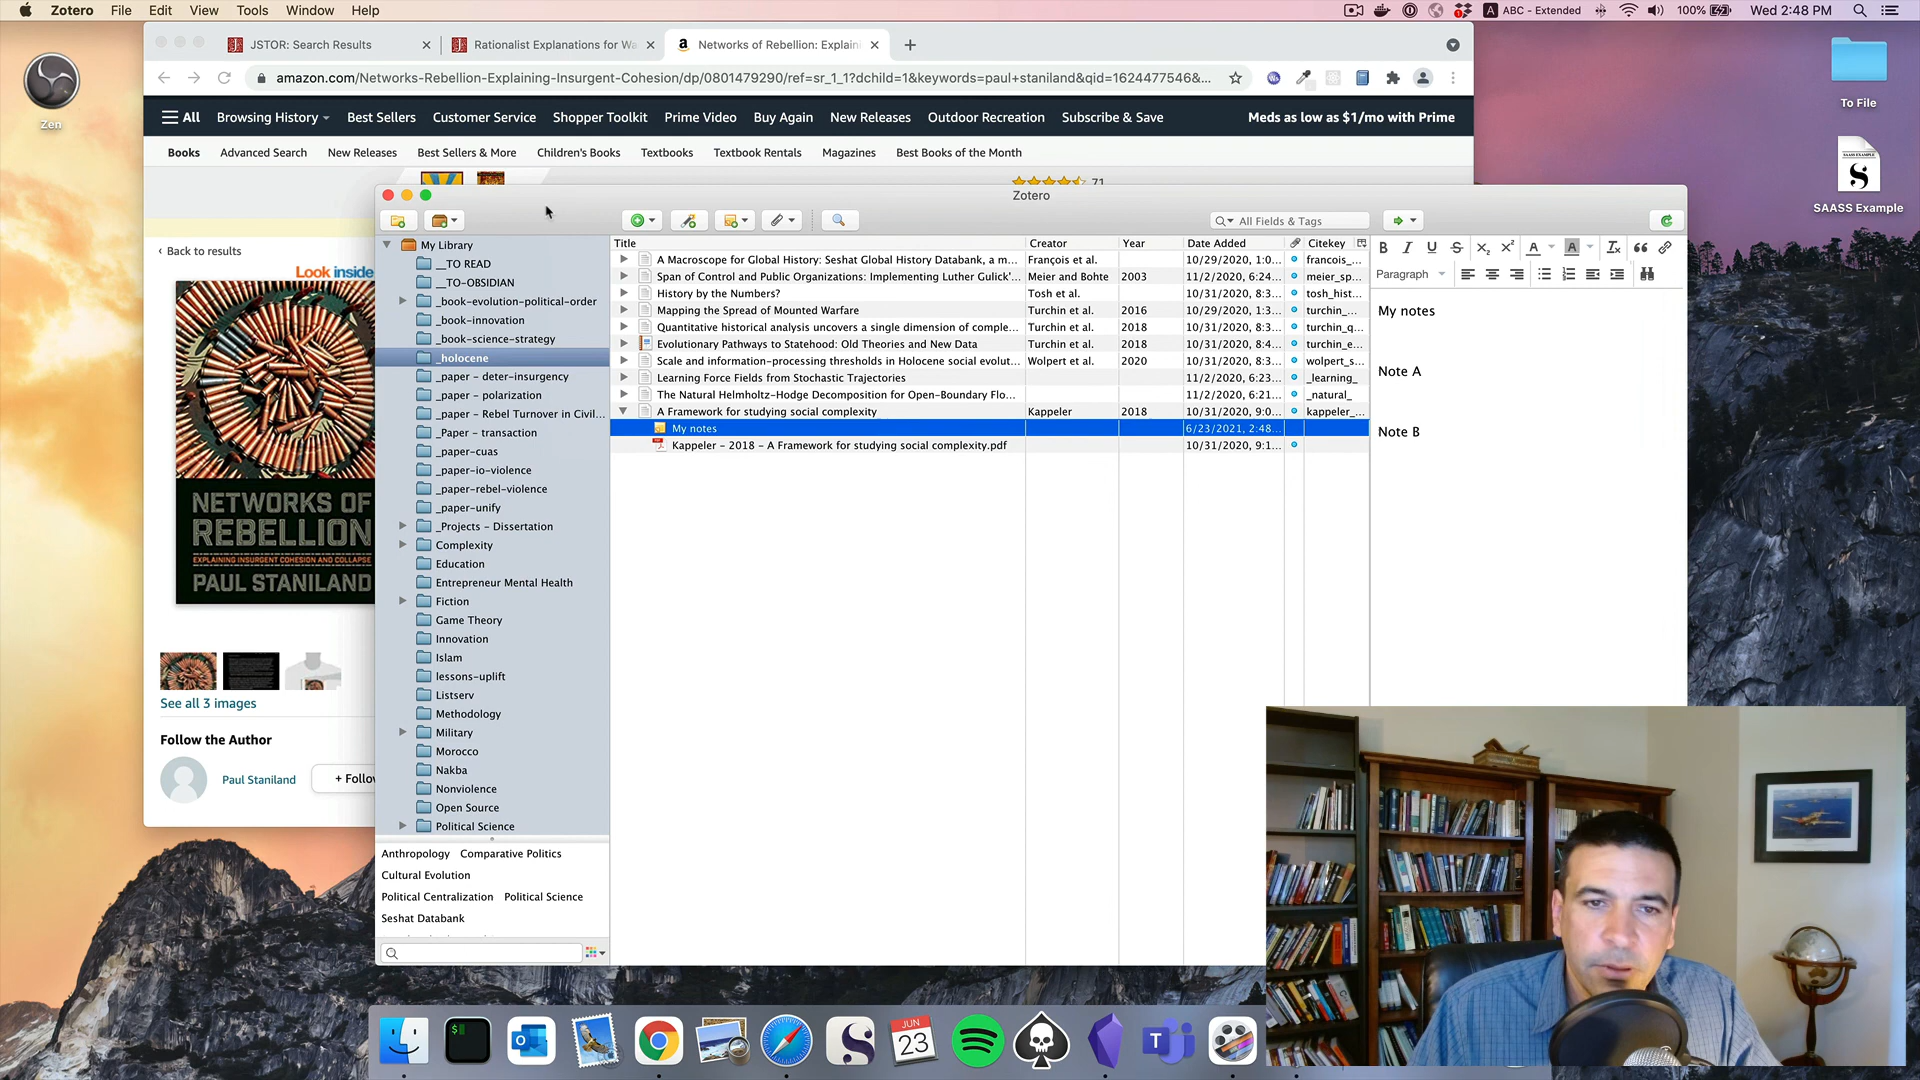 Zotero File Edit View Tools Window Help
ABC - Extended 100% Wed 2:48 PM
JSTOR: Search Results
Rationalist Explanations for Wa
Networks of Rebellion: Explain
amazon.com/Networks-Rebellion-Explaining-Insurgent-Cohesion/dp/0801479290/ref=sr_1_1?dchild=1&keywords=paul+staniland&qid=1624477546&...
All Browsing History Best Sellers Customer Service Shopper Toolkit Prime Video Buy Again New Releases Outdoor Recreation Subscribe & Save Meds as low as $1/mo with Prime
Books Advanced Search New Releases Best Sellers & More Children's Books Textbooks Textbook Rentals Magazines Best Books of the Month
71
Zen
To File
SAASS EXAMPLE
SAASS Example
‹ Back to results
Look inside
NETWORKS OF
REBELLION
EXPLAINING INSURGENT COHESION AND COLLAPSE
PAUL STANILAND
See all 3 images
Follow the Author
Paul Staniland
+ Follow
Zotero
All Fields & Tags
My Library
__TO READ
__TO-OBSIDIAN
_book-evolution-political-order
_book-innovation
_book-science-strategy
_holocene
_paper - deter-insurgency
_paper - polarization
_paper - Rebel Turnover in Civil...
_Paper - transaction
_paper-cuas
_paper-io-violence
_paper-rebel-violence
_paper-unify
_Projects - Dissertation
Complexity
Education
Entrepreneur Mental Health
Fiction
Game Theory
Innovation
Islam
lessons-uplift
Listserv
Methodology
Military
Morocco
Nakba
Nonviolence
Open Source
Political Science
Anthropology Comparative Politics
Cultural Evolution
Political Centralization Political Science
Seshat Databank
Title Creator Year Date Added Citekey
A Macroscope for Global History: Seshat Global History Databank, a m... François et al. 10/29/2020, 1:0... francois_...
Span of Control and Public Organizations: Implementing Luther Gulick'... Meier and Bohte 2003 11/2/2020, 6:24... meier_sp...
History by the Numbers? Tosh et al. 10/31/2020, 8:3... tosh_hist...
Mapping the Spread of Mounted Warfare Turchin et al. 2016 10/29/2020, 1:3... turchin_...
Quantitative historical analysis uncovers a single dimension of comple... Turchin et al. 2018 10/31/2020, 8:3... turchin_q...
Evolutionary Pathways to Statehood: Old Theories and New Data Turchin et al. 2018 10/31/2020, 8:4... turchin_e...
Scale and information-processing thresholds in Holocene social evolut... Wolpert et al. 2020 10/31/2020, 8:3... wolpert_s...
Learning Force Fields from Stochastic Trajectories 11/2/2020, 6:23... _learning_
The Natural Helmholtz-Hodge Decomposition for Open-Boundary Flo... 11/2/2020, 6:21... _natural_
A Framework for studying social complexity Kappeler 2018 10/31/2020, 9:0... kappeler_...
My notes 6/23/2021, 2:48...
Kappeler - 2018 - A Framework for studying social complexity.pdf 10/31/2020, 9:1...
Paragraph
My notes
Note A
Note B
JUN
23